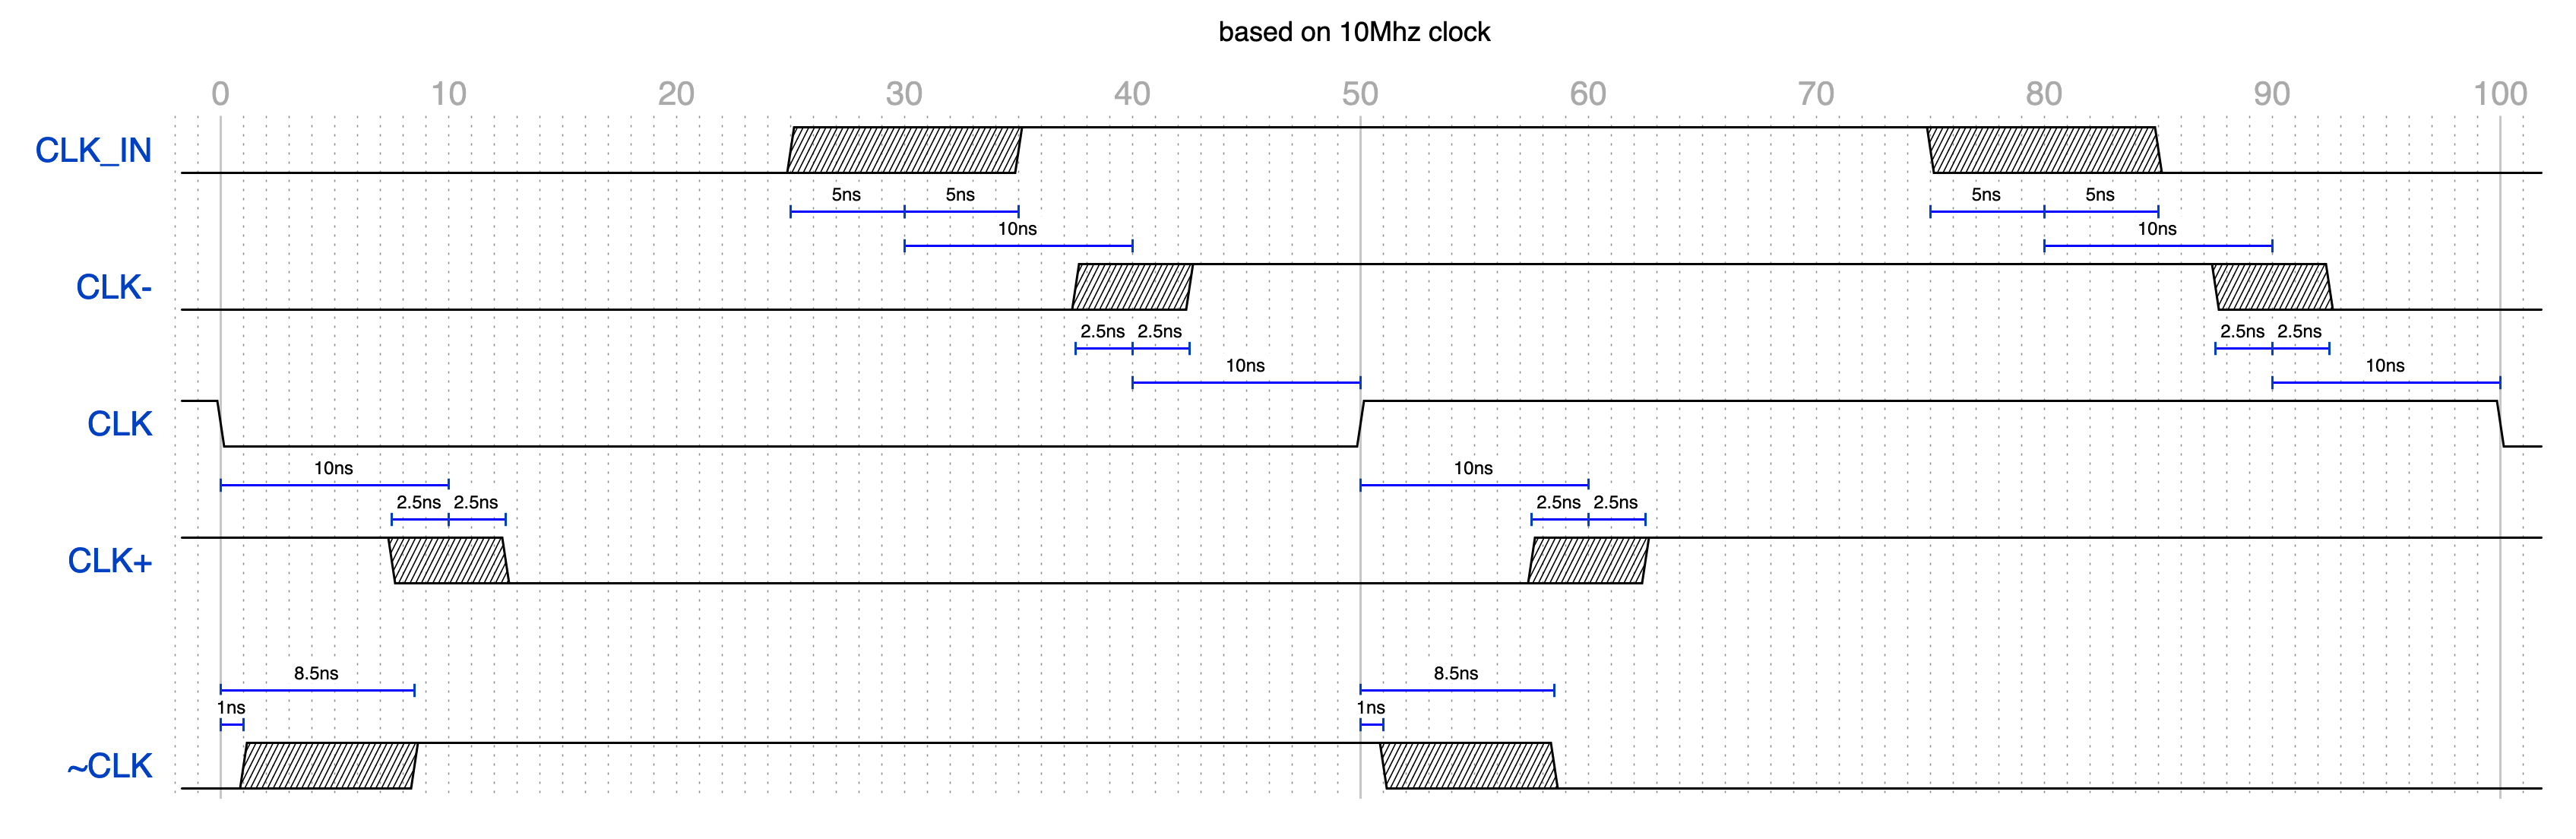 based on 10Mhz clock
0 10 20 30 40 50 60 70 80 90 100
CLK_IN
5ns 5ns 5ns 5ns
10ns 10ns
CLK-
2.5ns 2.5ns 2.5ns 2.5ns
10ns 10ns
CLK
10ns 10ns
2.5ns 2.5ns 2.5ns 2.5ns
CLK+
8.5ns 8.5ns
1ns 1ns
~CLK